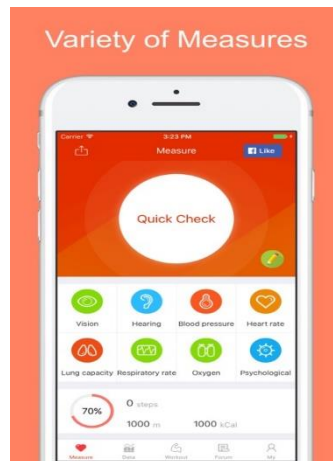 Variety of Measures
Carrier 3:23 PM
Measure
Like
Quick Check
Vision Hearing Blood pressure Heart rate
Lung capacity Respiratory rate Oxygen Psychological
70%
0 steps
1000 m 1000 kCal
Measure Data Workout Forum My